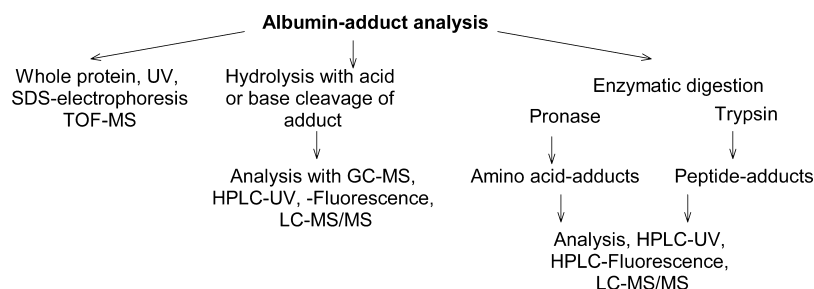 Albumin-adduct analysis
Whole protein, UV,
SDS-electrophoresis
TOF-MS
Hydrolysis with acid
or base cleavage of
adduct
Analysis with GC-MS,
HPLC-UV, -Fluorescence,
LC-MS/MS
Enzymatic digestion
Pronase
Trypsin
Amino acid-adducts
Peptide-adducts
Analysis, HPLC-UV,
HPLC-Fluorescence,
LC-MS/MS